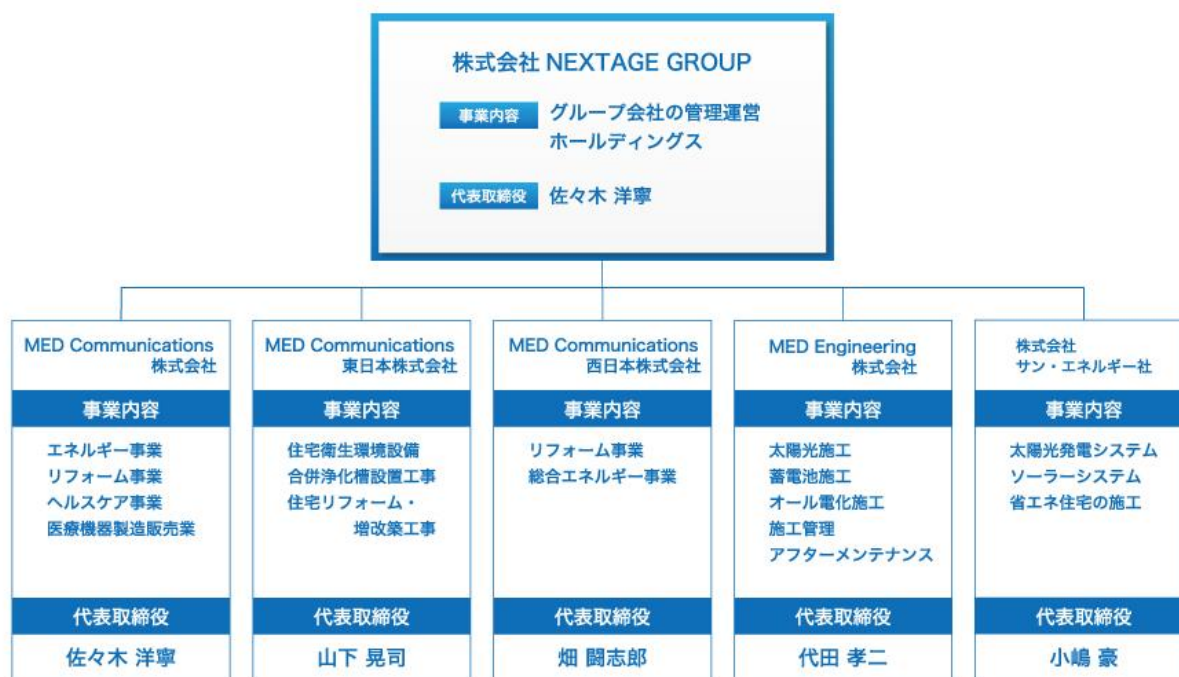 株式会社 NEXTAGE GROUP
事業内容 グループ会社の管理運営
ホールディングス
代表取締役 佐々木 洋寧
MED Communications
株式会社
事業内容
エネルギー事業
リフォーム事業
ヘルスケア事業
医療機器製造販売業
代表取締役
佐々木 洋寧
MED Communications
東日本株式会社
事業内容
住宅衛生環境設備
合併浄化槽設置工事
住宅リフォーム・
増改築工事
代表取締役
山下 晃司
MED Communications
西日本株式会社
事業内容
リフォーム事業
総合エネルギー事業
代表取締役
畑 闘志郎
MED Engineering
株式会社
事業内容
太陽光施工
蓄電池施工
オール電化施工
施工管理
アフターメンテナンス
代表取締役
代田 孝二
株式会社
サン・エネルギー社
事業内容
太陽光発電システム
ソーラーシステム
省エネ住宅の施工
代表取締役
小嶋 豪